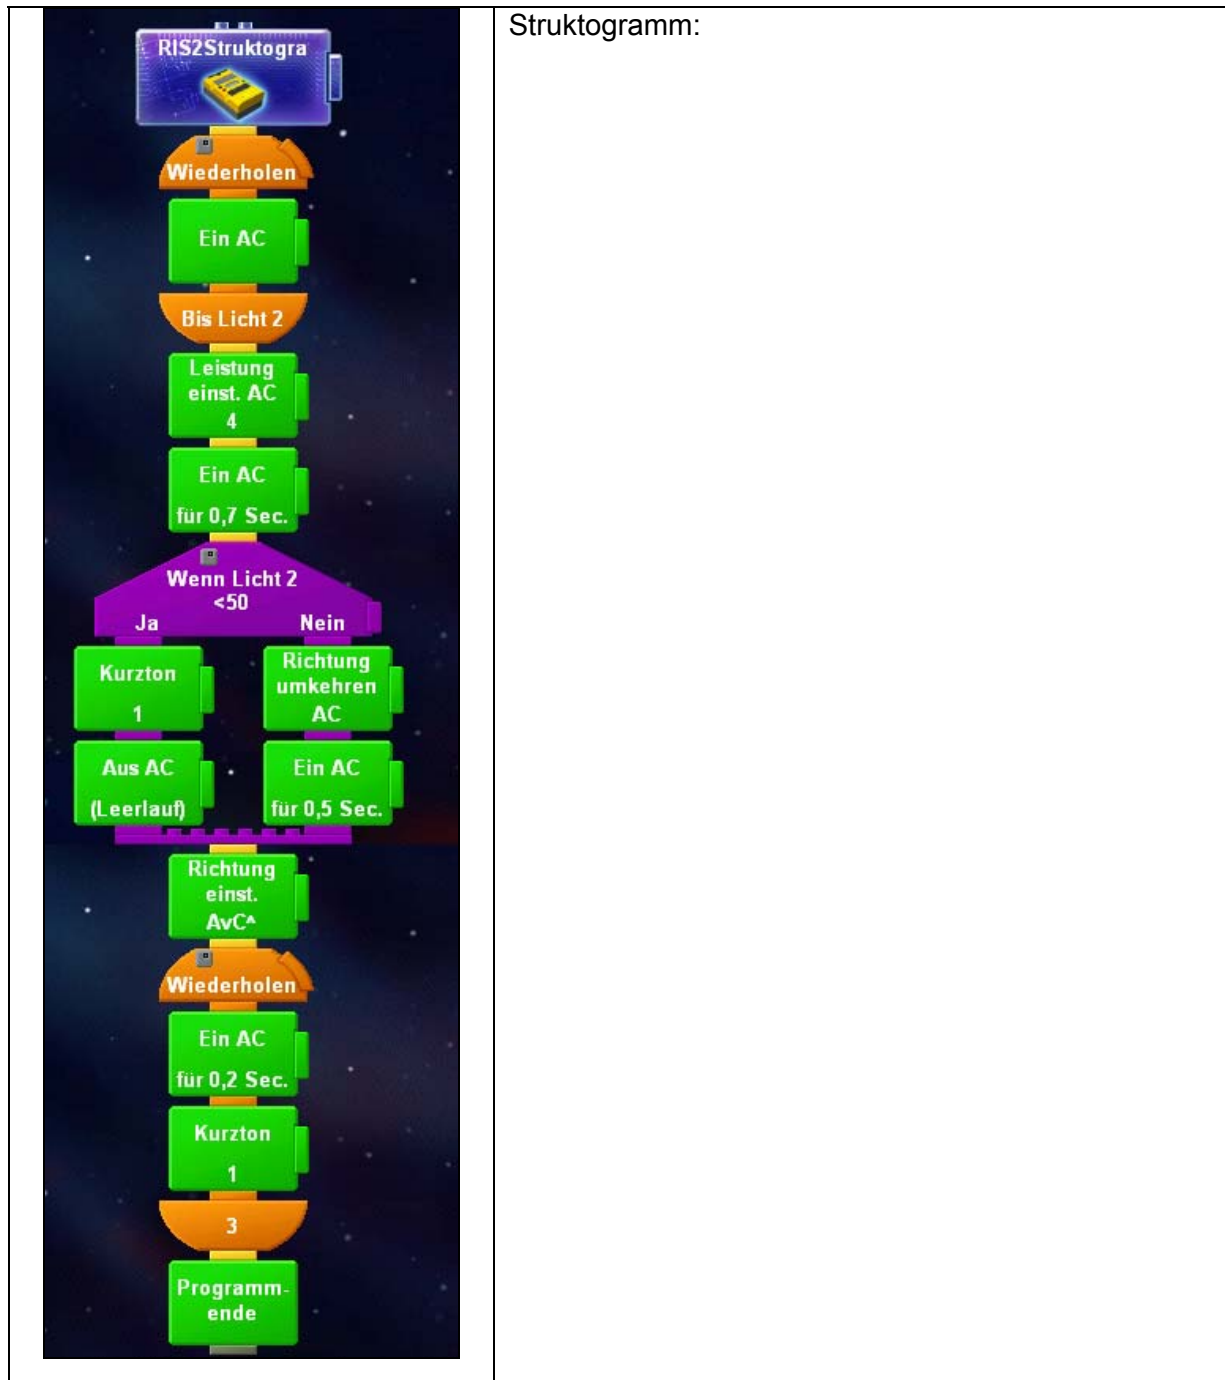 Struktogramm:
RIS2Struktogra
Wiederholen
Ein AC
Bis Licht 2
Leistung
einst. AC
4
Ein AC
für 0,7 Sec.
Wenn Licht 2
<50
Ja Nein
Kurzton
1
Richtung
umkehren
AC
Aus AC
(Leerlauf)
Ein AC
für 0,5 Sec.
Richtung
einst.
AvC^
Wiederholen
Ein AC
für 0,2 Sec.
Kurzton
1
3
Programm-
ende